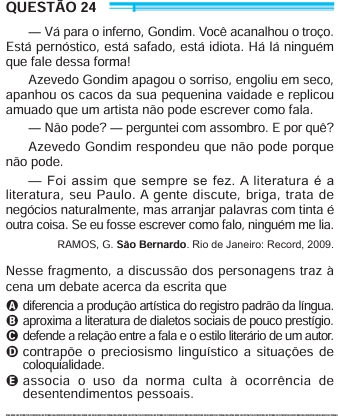 QUESTÃO 24
— Vá para o inferno, Gondim. Você acanalhou o troço.
Está pernóstico, está safado, está idiota. Há lá ninguém
que fale dessa forma!
Azevedo Gondim apagou o sorriso, engoliu em seco,
apanhou os cacos da sua pequenina vaidade e replicou
amuado que um artista não pode escrever como fala.
— Não pode? — perguntei com assombro. E por quê?
Azevedo Gondim respondeu que não pode porque
não pode.
— Foi assim que sempre se fez. A literatura é a
literatura, seu Paulo. A gente discute, briga, trata de
negócios naturalmente, mas arranjar palavras com tinta é
outra coisa. Se eu fosse escrever como falo, ninguém me lia.
RAMOS, G. São Bernardo. Rio de Janeiro: Record, 2009.
Nesse fragmento, a discussão dos personagens traz à
cena um debate acerca da escrita que
A diferencia a produção artística do registro padrão da língua.
B aproxima a literatura de dialetos sociais de pouco prestígio.
C defende a relação entre a fala e o estilo literário de um autor.
D contrapõe o preciosismo linguístico a situações de
coloquialidade.
E associa o uso da norma culta à ocorrência de
desentendimentos pessoais.